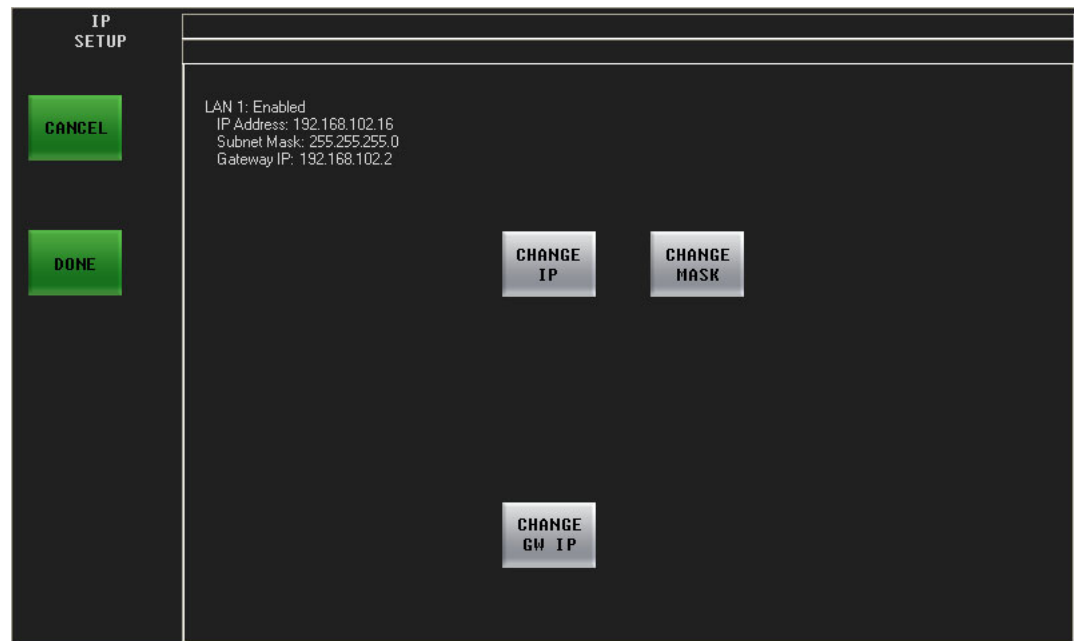 IP
SETUP
CANCEL
DONE
LAN 1: Enabled
IP Address: 192.168.102.16
Subnet Mask: 255.255.255.0
Gateway IP: 192.168.102.2
CHANGE
IP
CHANGE
MASK
CHANGE
GW IP